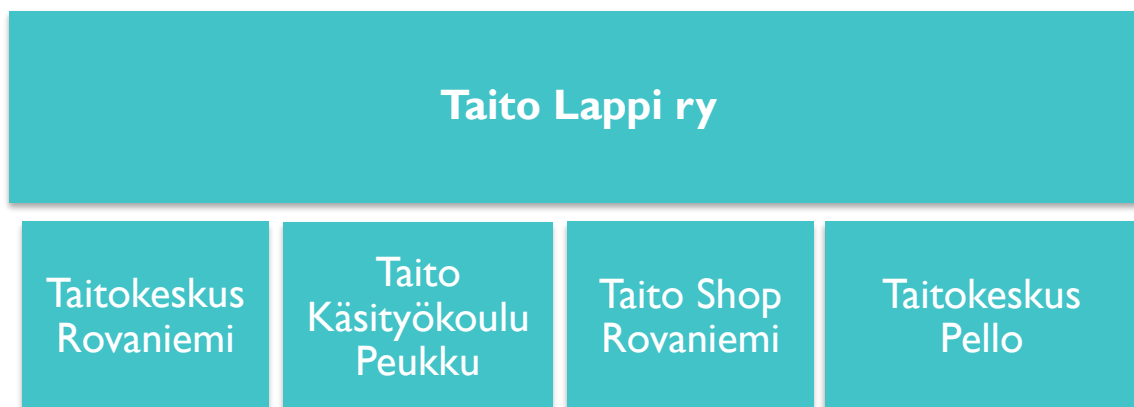 Taito Lappi ry
Taitokeskus
Rovaniemi
Taito
Käsityökoulu
Peukku
Taito Shop
Rovaniemi
Taitokeskus
Pello